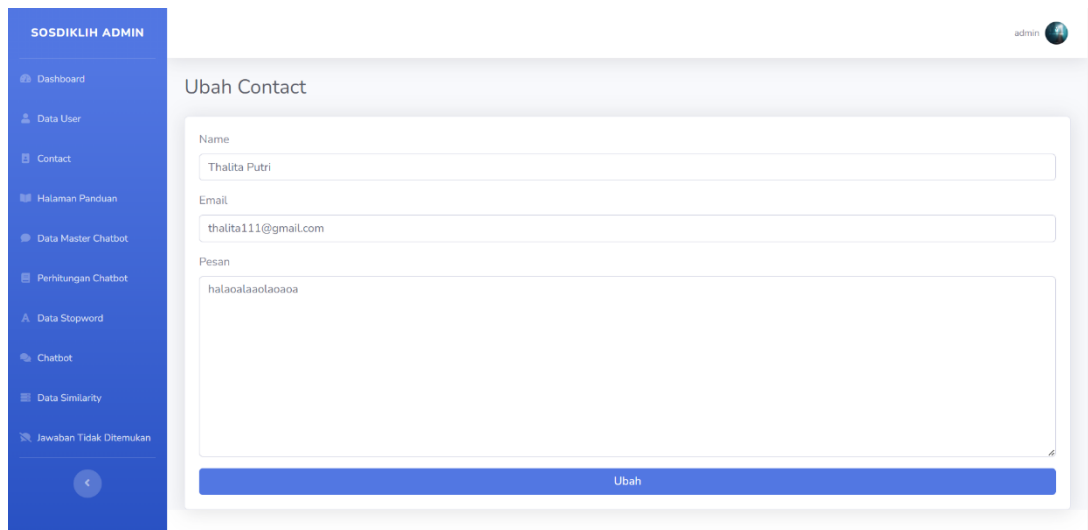 SOSDIKLIH ADMIN
admin
Dashboard
Data User
Contact
Halaman Panduan
Data Master Chatbot
Perhitungan Chatbot
Data Stopword
Chatbot
Data Similarity
Jawaban Tidak Ditemukan
Ubah Contact
Name
Thalita Putri
Email
thalita111@gmail.com
Pesan
halaoalaaolaoaoa
Ubah